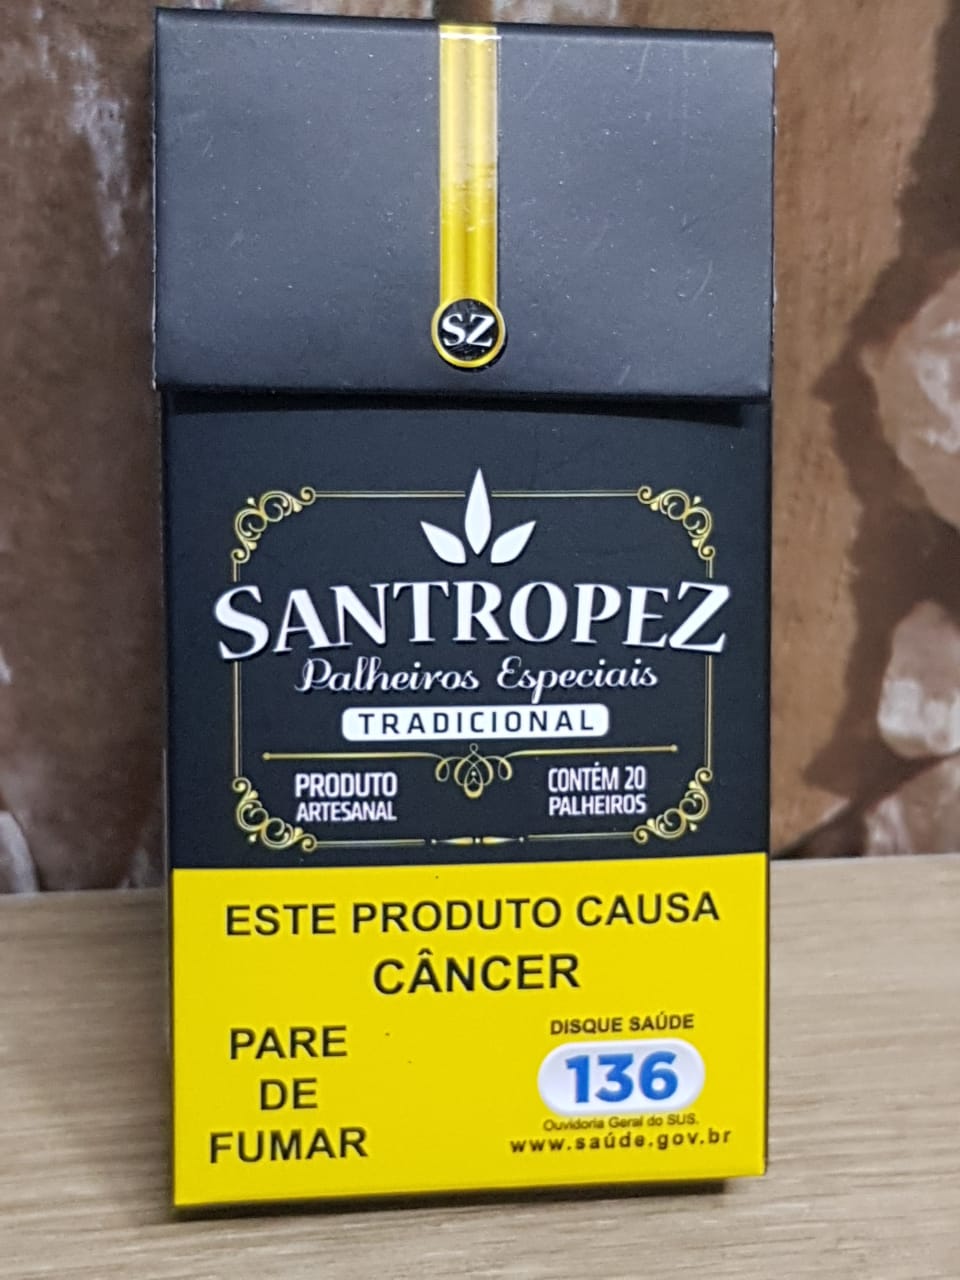 SZ
SANTROPEZ
Palheiros Especiais
TRADICIONAL
PRODUTO
ARTESANAL
CONTÉM 20
PALHEIROS
ESTE PRODUTO CAUSA
CÂNCER
PARE
DE
FUMAR
DISQUE SAÚDE
136
Ouvidoria Geral do SUS.
www.saúde.gov.br